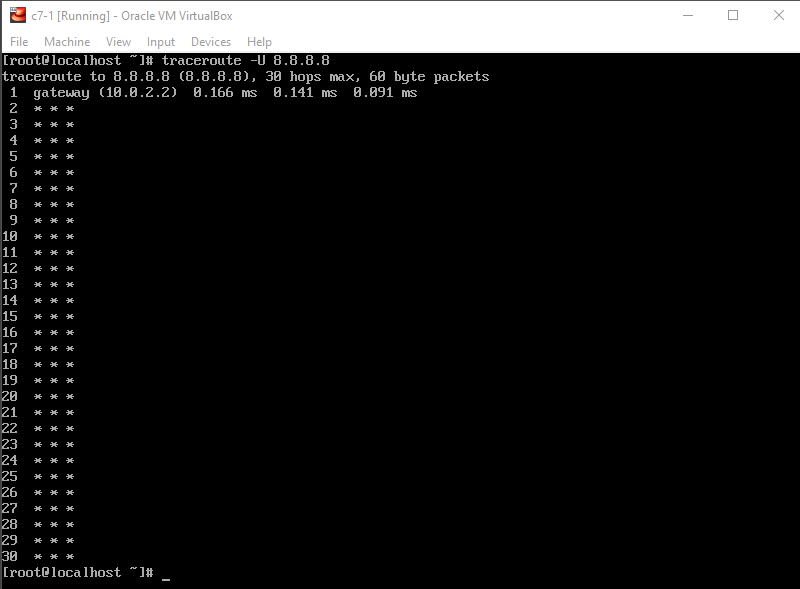 c7-1 [Running] - Oracle VM VirtualBox
File Machine View Input Devices Help
[root@localhost ~]# traceroute -U 8.8.8.8
traceroute to 8.8.8.8 (8.8.8.8), 30 hops max, 60 byte packets
 1  gateway (10.0.2.2)  0.166 ms  0.141 ms  0.091 ms
 2  * * *
 3  * * *
 4  * * *
 5  * * *
 6  * * *
 7  * * *
 8  * * *
 9  * * *
10  * * *
11  * * *
12  * * *
13  * * *
14  * * *
15  * * *
16  * * *
17  * * *
18  * * *
19  * * *
20  * * *
21  * * *
22  * * *
23  * * *
24  * * *
25  * * *
26  * * *
27  * * *
28  * * *
29  * * *
30  * * *
[root@localhost ~]# _